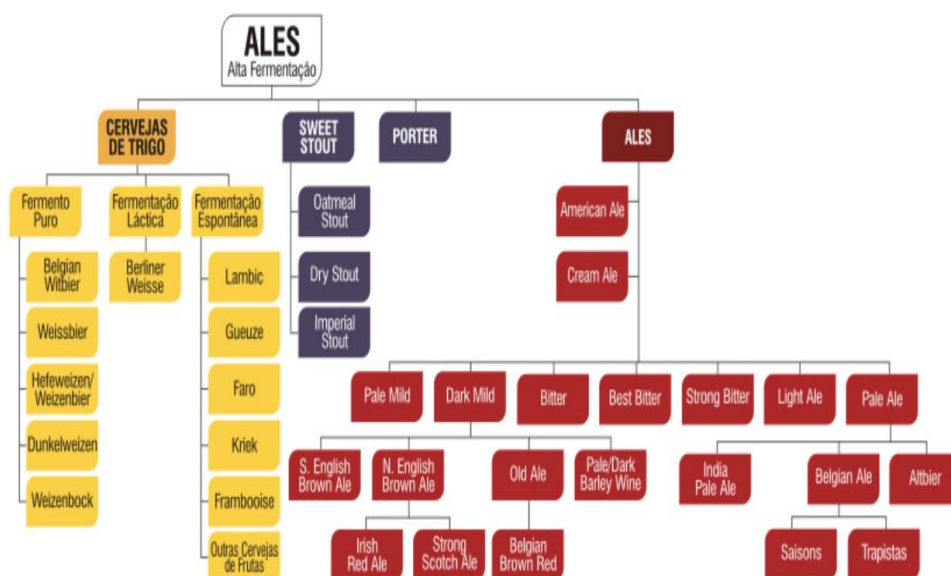 ALES
Alta Fermentação
CERVEJAS
DE TRIGO
SWEET
STOUT
PORTER
ALES
Fermento
Puro
Fermentação
Láctica
Fermentação
Espontânea
Belgian
Witbier
Weissbier
Hefeweizen/
Weizenbier
Dunkelweizen
Weizenbock
Berliner
Weisse
Lambic
Gueuze
Faro
Kriek
Frambooise
Outras Cervejas
de Frutas
Oatmeal
Stout
Dry Stout
Imperial
Stout
American Ale
Cream Ale
Pale Mild
Dark Mild
Bitter
Best Bitter
Strong Bitter
Light Ale
Pale Ale
S. English
Brown Ale
N. English
Brown Ale
Old Ale
Pale/Dark
Barley Wine
India
Pale Ale
Belgian Ale
Altbier
Irish
Red Ale
Strong
Scotch Ale
Belgian
Brown Red
Saisons
Trapistas